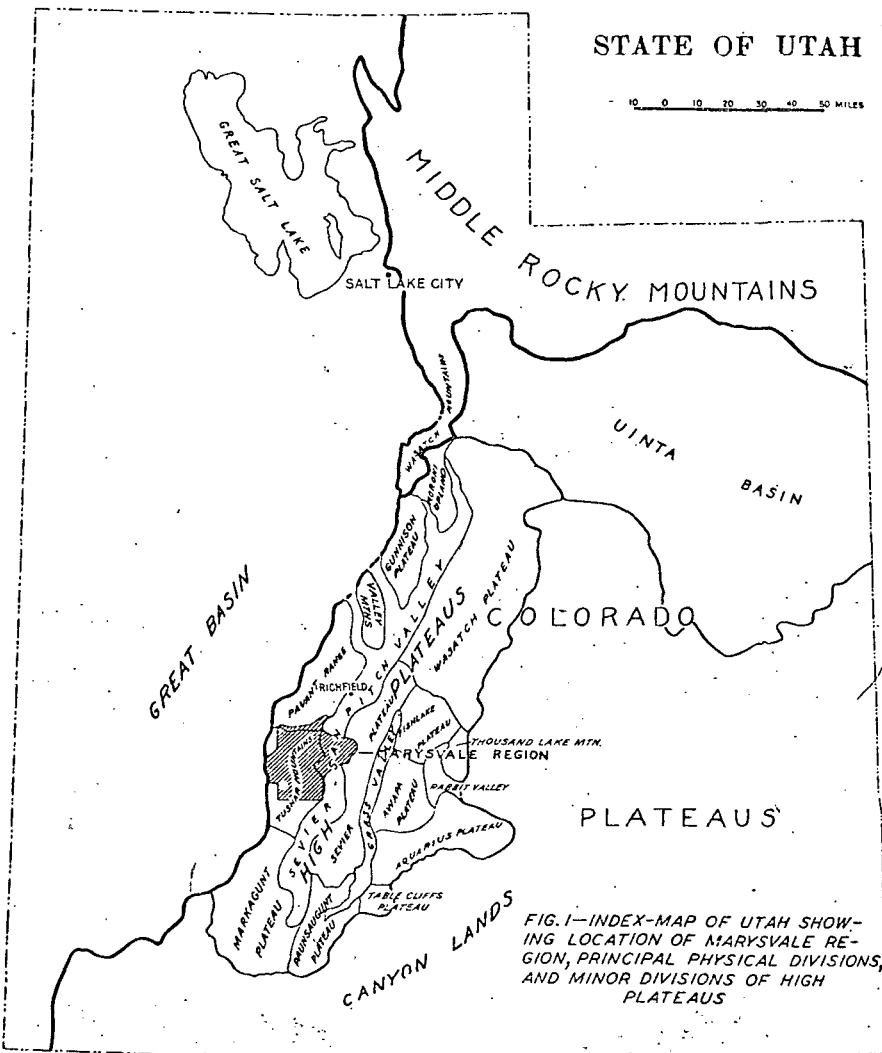 STATE OF UTAH
10 0 10 20 30 40 50 MILES
GREAT SALT LAKE
MIDDLE ROCKY MOUNTAINS
SALT LAKE CITY
WASATCH MOUNTAINS
UINTA BASIN
MORONI UPLAND
GUNNISON PLATEAU
VALLEY MTNS
GREAT BASIN
COLORADO PLATEAUS
WASATCH PLATEAU
HIGH PLATEAUS
PAVANT RANGE
RICHFIELD
SEVIER - SAN PITCH VALLEY
FISHLAKE PLATEAU
THOUSAND LAKE MTN.
MARYSVALE REGION
TUSHAR MOUNTAINS
RABBIT VALLEY
AWAPA PLATEAU
GRASS VALLEY
SEVIER PLATEAU
AQUARIUS PLATEAU
MARKAGUNT PLATEAU
TABLE CLIFFS PLATEAU
PAUNSAUGUNT PLATEAU
CANYON LANDS
FIG. 1—INDEX-MAP OF UTAH SHOW-
ING LOCATION OF MARYSVALE RE-
GION, PRINCIPAL PHYSICAL DIVISIONS,
AND MINOR DIVISIONS OF HIGH
PLATEAUS